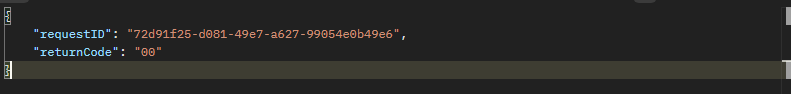 {
"requestID": "72d91f25-d081-49e7-a627-99054e0b49e6",
"returnCode": "00"
}